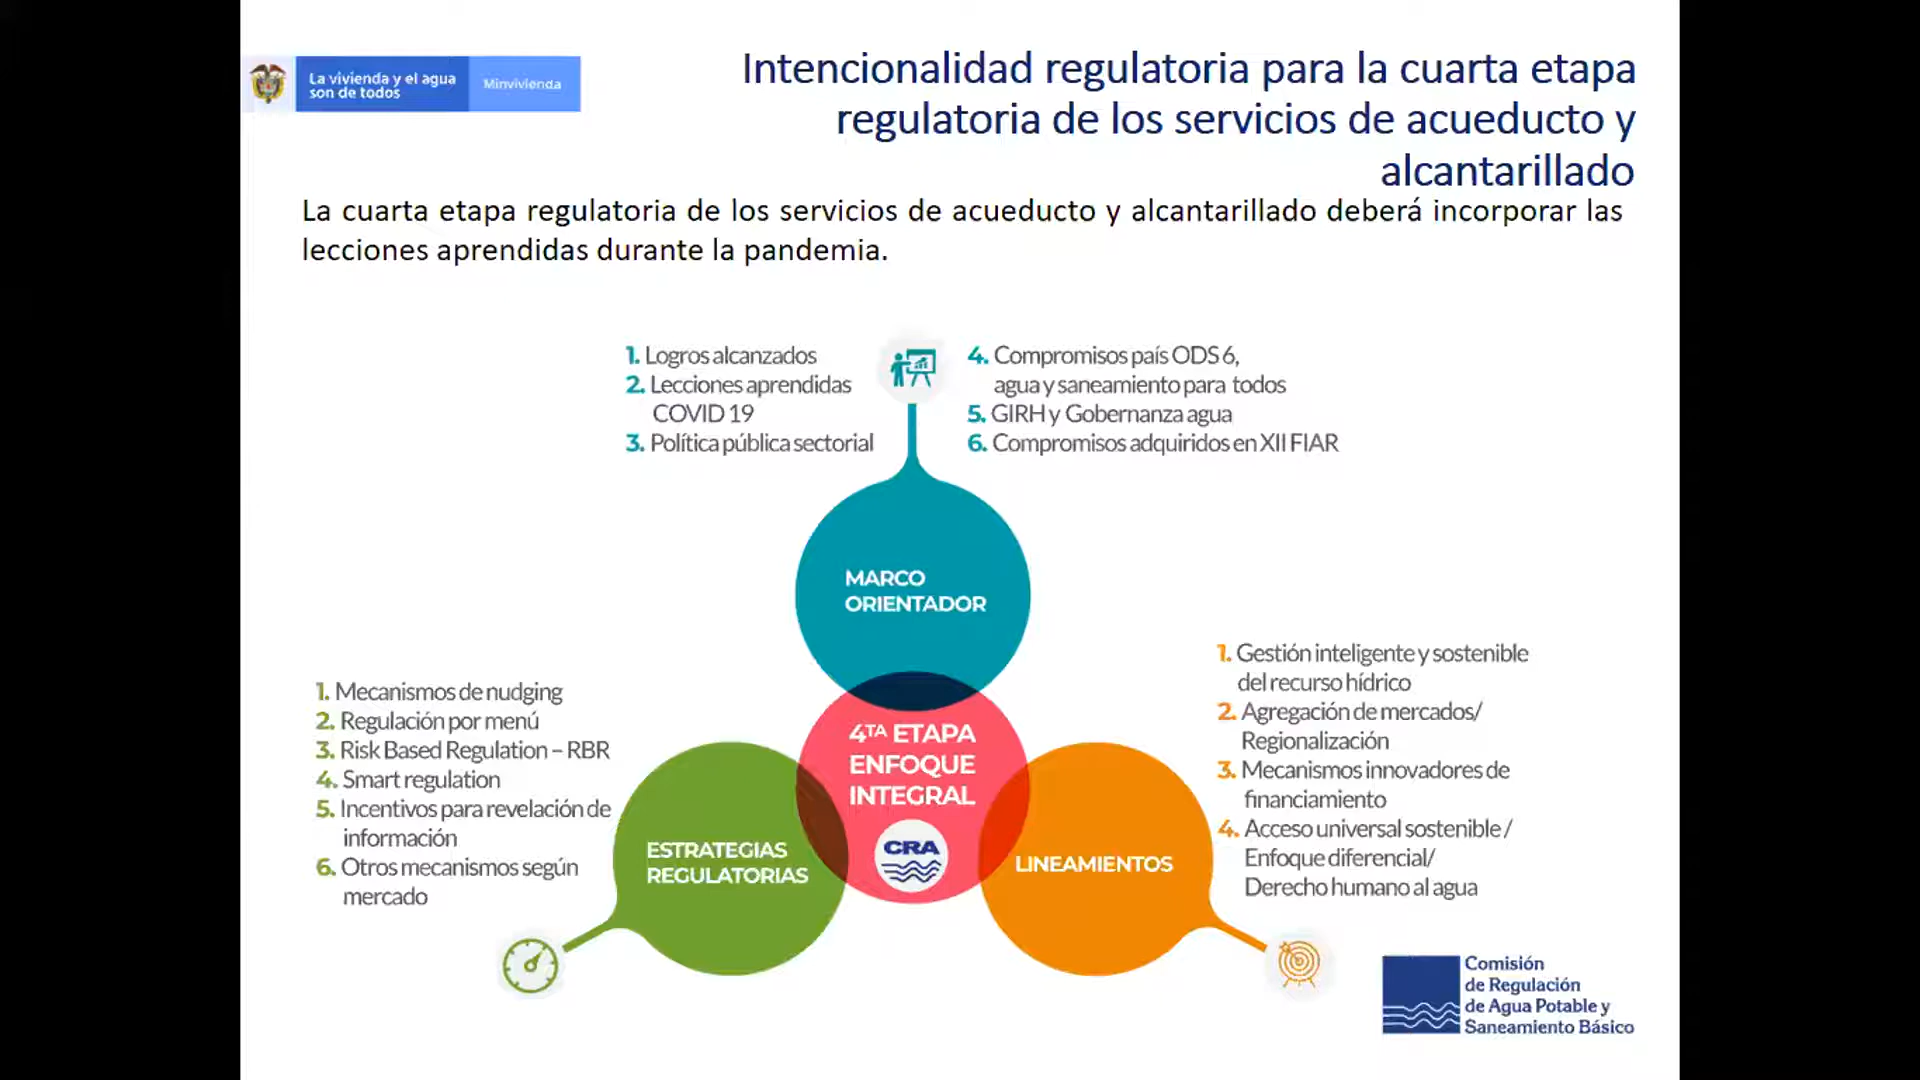 La vivienda y el agua
son de todos
Minvivienda
Intencionalidad regulatoria para la cuarta etapa
regulatoria de los servicios de acueducto y
alcantarillado
La cuarta etapa regulatoria de los servicios de acueducto y alcantarillado deberá incorporar las
lecciones aprendidas durante la pandemia.
1. Logros alcanzados
2. Lecciones aprendidas
COVID 19
3. Política pública sectorial
4. Compromisos país ODS 6,
agua y saneamiento para todos
5. GIRH y Gobernanza agua
6. Compromisos adquiridos en XII FIAR
MARCO
ORIENTADOR
1. Mecanismos de nudging
2. Regulación por menú
3. Risk Based Regulation – RBR
4. Smart regulation
5. Incentivos para revelación de
información
6. Otros mecanismos según
mercado
ESTRATEGIAS
REGULATORIAS
4TA ETAPA
ENFOQUE
INTEGRAL
CRA
LINEAMIENTOS
1. Gestión inteligente y sostenible
del recurso hídrico
2. Agregación de mercados/
Regionalización
3. Mecanismos innovadores de
financiamiento
4. Acceso universal sostenible /
Enfoque diferencial/
Derecho humano al agua
Comisión
de Regulación
de Agua Potable y
Saneamiento Básico